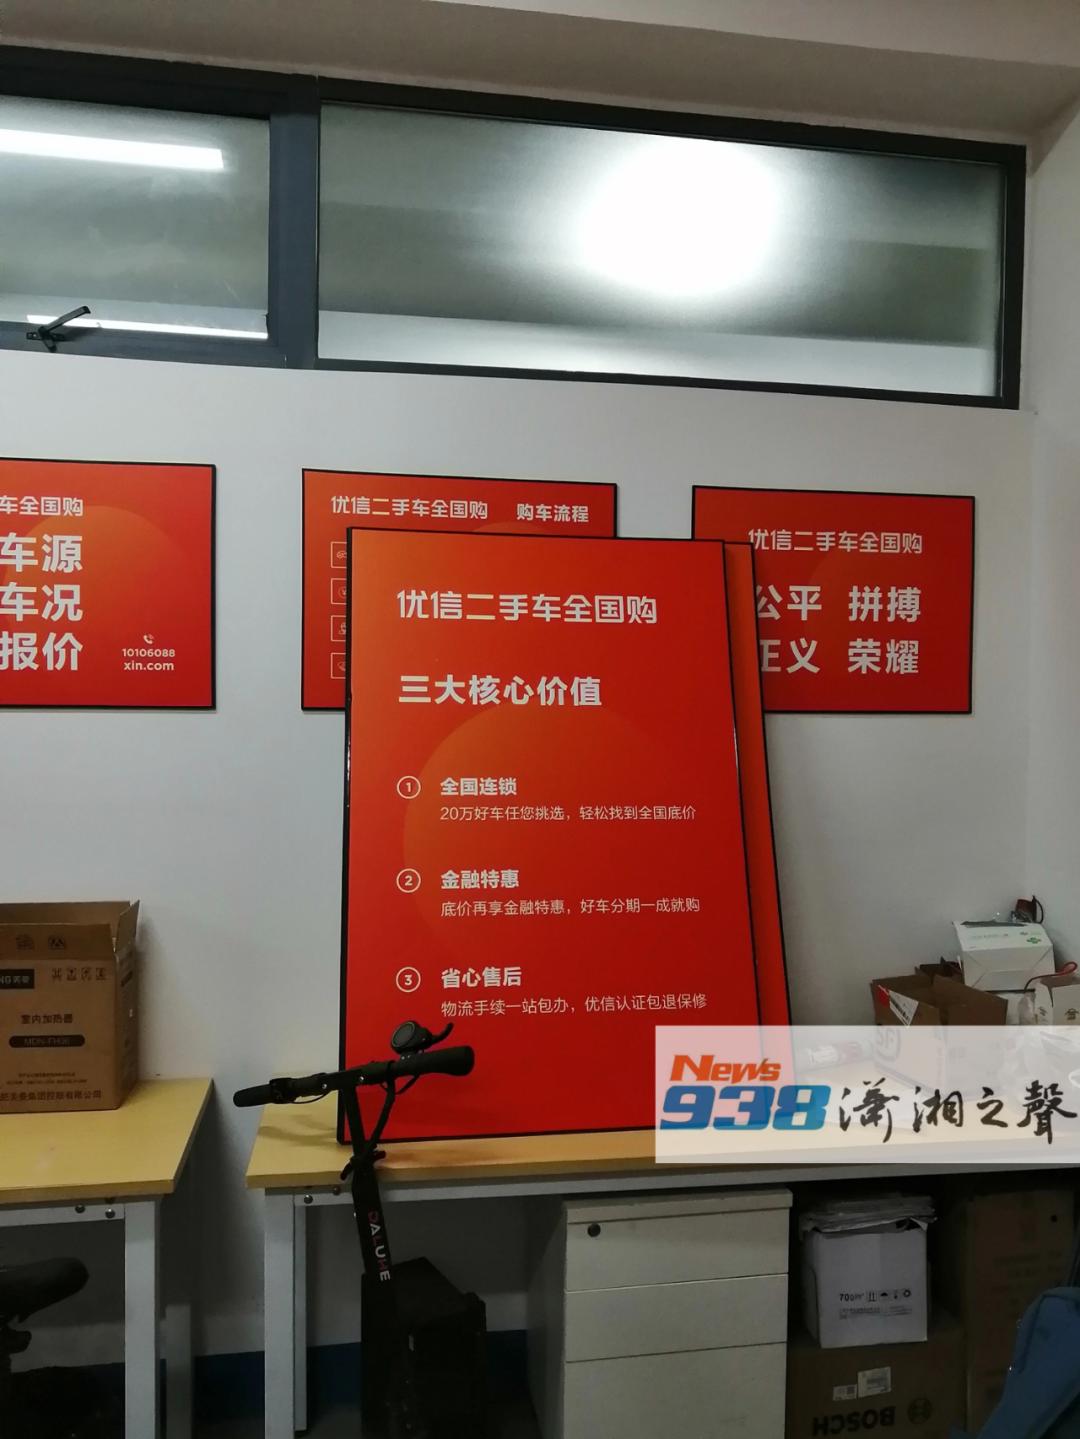 车全国购
车源
车况
报价
10106088
xin.com
优信二手车全国购 购车流程
优信二手车全国购
公平 拼搏
正义 荣耀
优信二手车全国购
三大核心价值
1 全国连锁
20万好车任您挑选，轻松找到全国底价
2 金融特惠
底价再享金融特惠，好车分期一成就购
3 省心售后
物流手续一站包办，优信认证包退保修
室内加热器
News
938 潇湘之聲
DALUWE
BOSCH